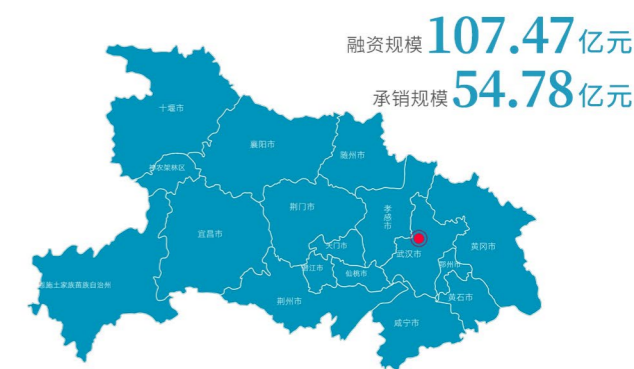 融资规模107.47亿元
承销规模54.78亿元
十堰市
襄阳市
随州市
神农架林区
荆门市
孝感市
宜昌市
天门市
武汉市
黄冈市
鄂州市
潜江市
仙桃市
恩施土家族苗族自治州
荆州市
黄石市
咸宁市